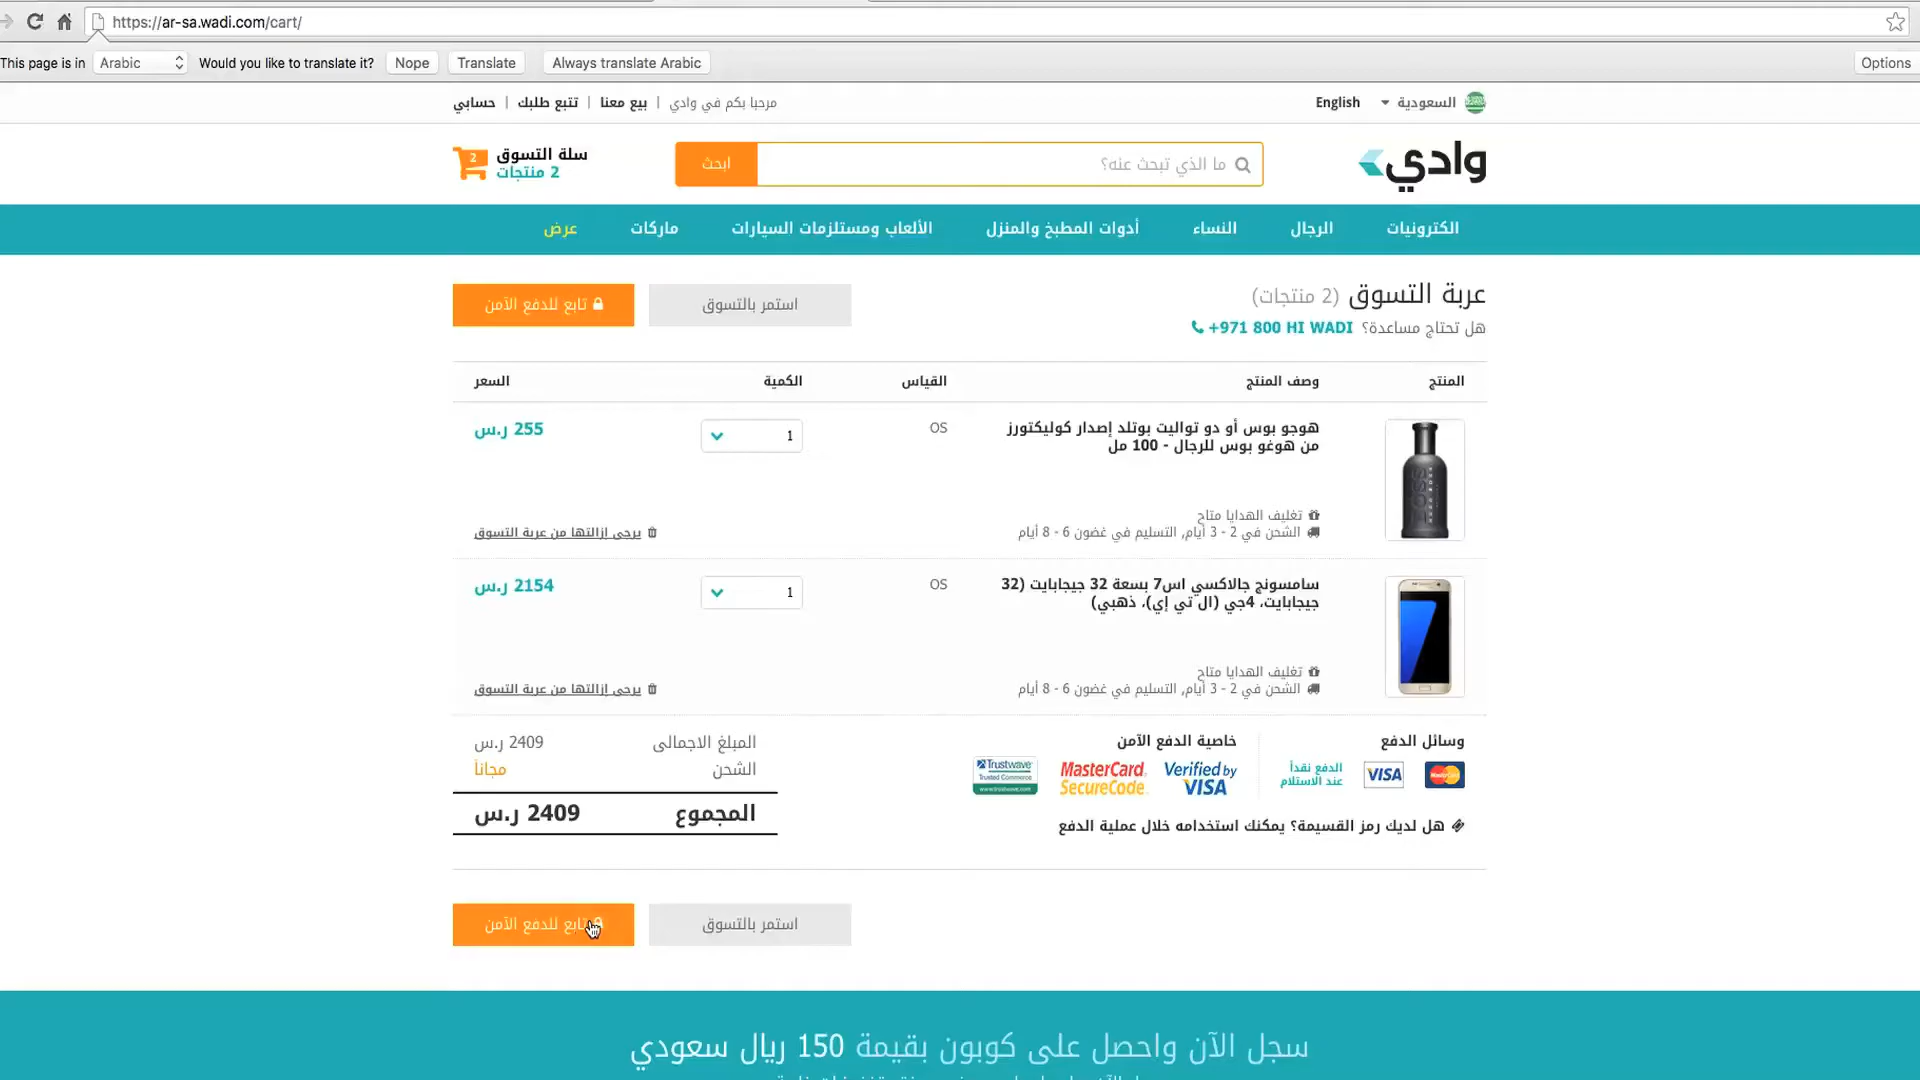 https://ar-sa.wadi.com/cart/
This page is in Arabic Would you like to translate it? Nope Translate Always translate Arabic Options
السعودية English
مرحبا بكم في وادي | بيع معنا | تتبع طلبك | حسابي
وادي
ما الذي تبحث عنه؟ ابحث
سلة التسوق
2 منتجات
2
الكترونيات الرجال النساء أدوات المطبخ والمنزل الألعاب ومستلزمات السيارات ماركات عرض
عربة التسوق (2 منتجات)
هل تحتاج مساعدة؟ +971 800 HI WADI
استمر بالتسوق تابع للدفع الآمن
المنتج وصف المنتج القياس الكمية السعر
هوجو بوس أو دو تواليت بوتلد إصدار كوليكتورز OS 1 255 ر.س
من هوغو بوس للرجال - 100 مل
تغليف الهدايا متاح
الشحن في 2 - 3 أيام, التسليم في غضون 6 - 8 أيام يرجى إزالتها من عربة التسوق
BOSS
سامسونج جالاكسي اس7 بسعة 32 جيجابايت (32 OS 1 2154 ر.س
جيجابايت، 4جي (ال تي إي)، ذهبي)
تغليف الهدايا متاح
الشحن في 2 - 3 أيام, التسليم في غضون 6 - 8 أيام يرجى إزالتها من عربة التسوق
وسائل الدفع خاصية الدفع الآمن
MasterCard VISA الدفع نقداً
عند الاستلام
Verified by
VISA
MasterCard.
SecureCode.
Trustwave
Trusted Commerce
www.trustwave.com
هل لديك رمز القسيمة؟ يمكنك استخدامه خلال عملية الدفع
المبلغ الاجمالى 2409 ر.س
الشحن مجاناً
المجموع 2409 ر.س
استمر بالتسوق تابع للدفع الآمن
سجل الآن واحصل على كوبون بقيمة 150 ريال سعودي